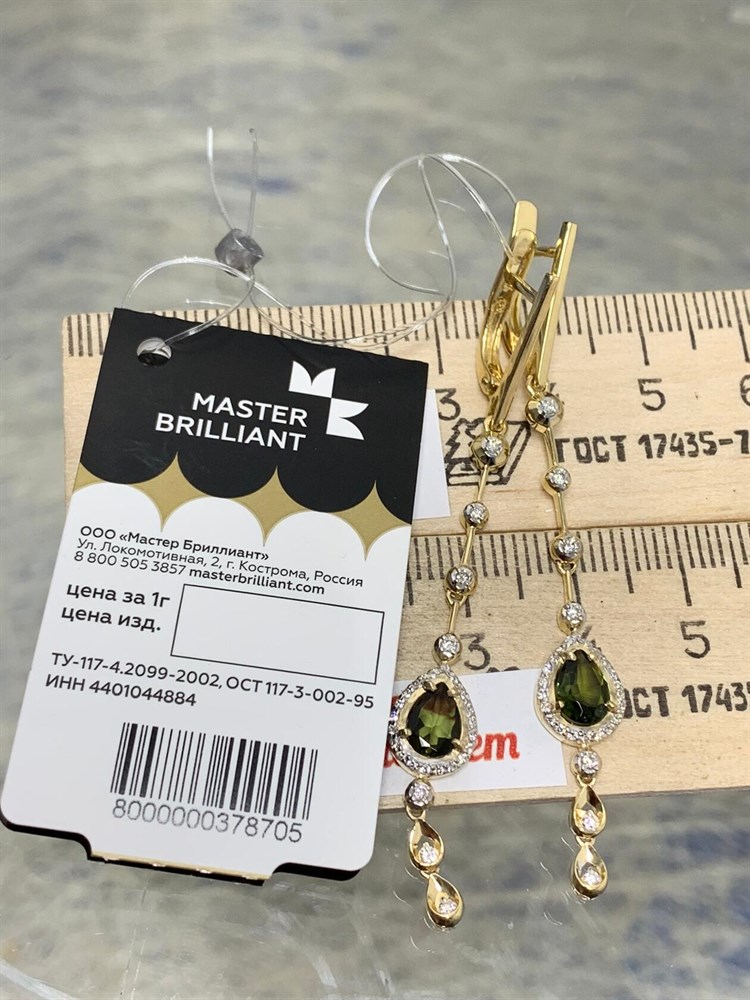 MASTER
BRILLIANT
ООО «Мастер Бриллиант»
Ул. Локомотивная, 2, г. Кострома, Россия
8 800 505 3857 masterbrilliant.com
цена за 1г
цена изд.
ТУ-117-4.2099-2002, ОСТ 117-3-002-95
ИНН 4401044884
8000000378705
3 5 6
ГОСТ 17435-7
3 4 5
ОСТ 1743